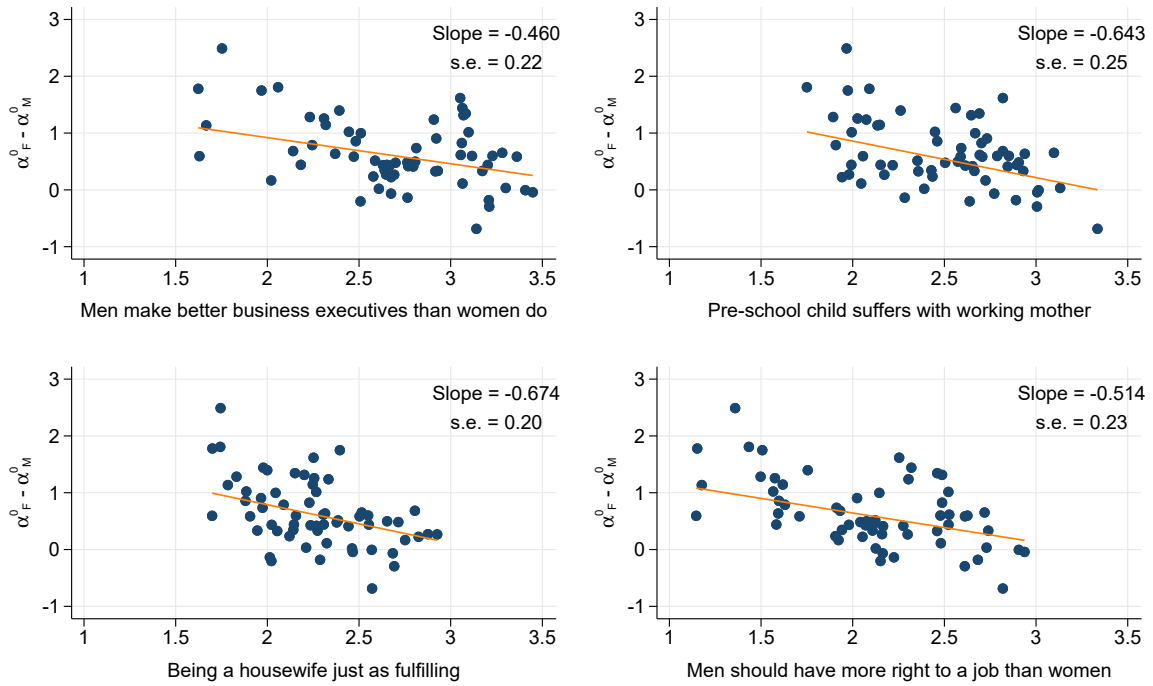 3
2
1
0
-1
α⁰F - α⁰M
Slope = -0.460
s.e. = 0.22
1 1.5 2 2.5 3 3.5
Men make better business executives than women do
3
2
1
0
-1
α⁰F - α⁰M
Slope = -0.643
s.e. = 0.25
1 1.5 2 2.5 3 3.5
Pre-school child suffers with working mother
3
2
1
0
-1
α⁰F - α⁰M
Slope = -0.674
s.e. = 0.20
1 1.5 2 2.5 3 3.5
Being a housewife just as fulfilling
3
2
1
0
-1
α⁰F - α⁰M
Slope = -0.514
s.e. = 0.23
1 1.5 2 2.5 3 3.5
Men should have more right to a job than women